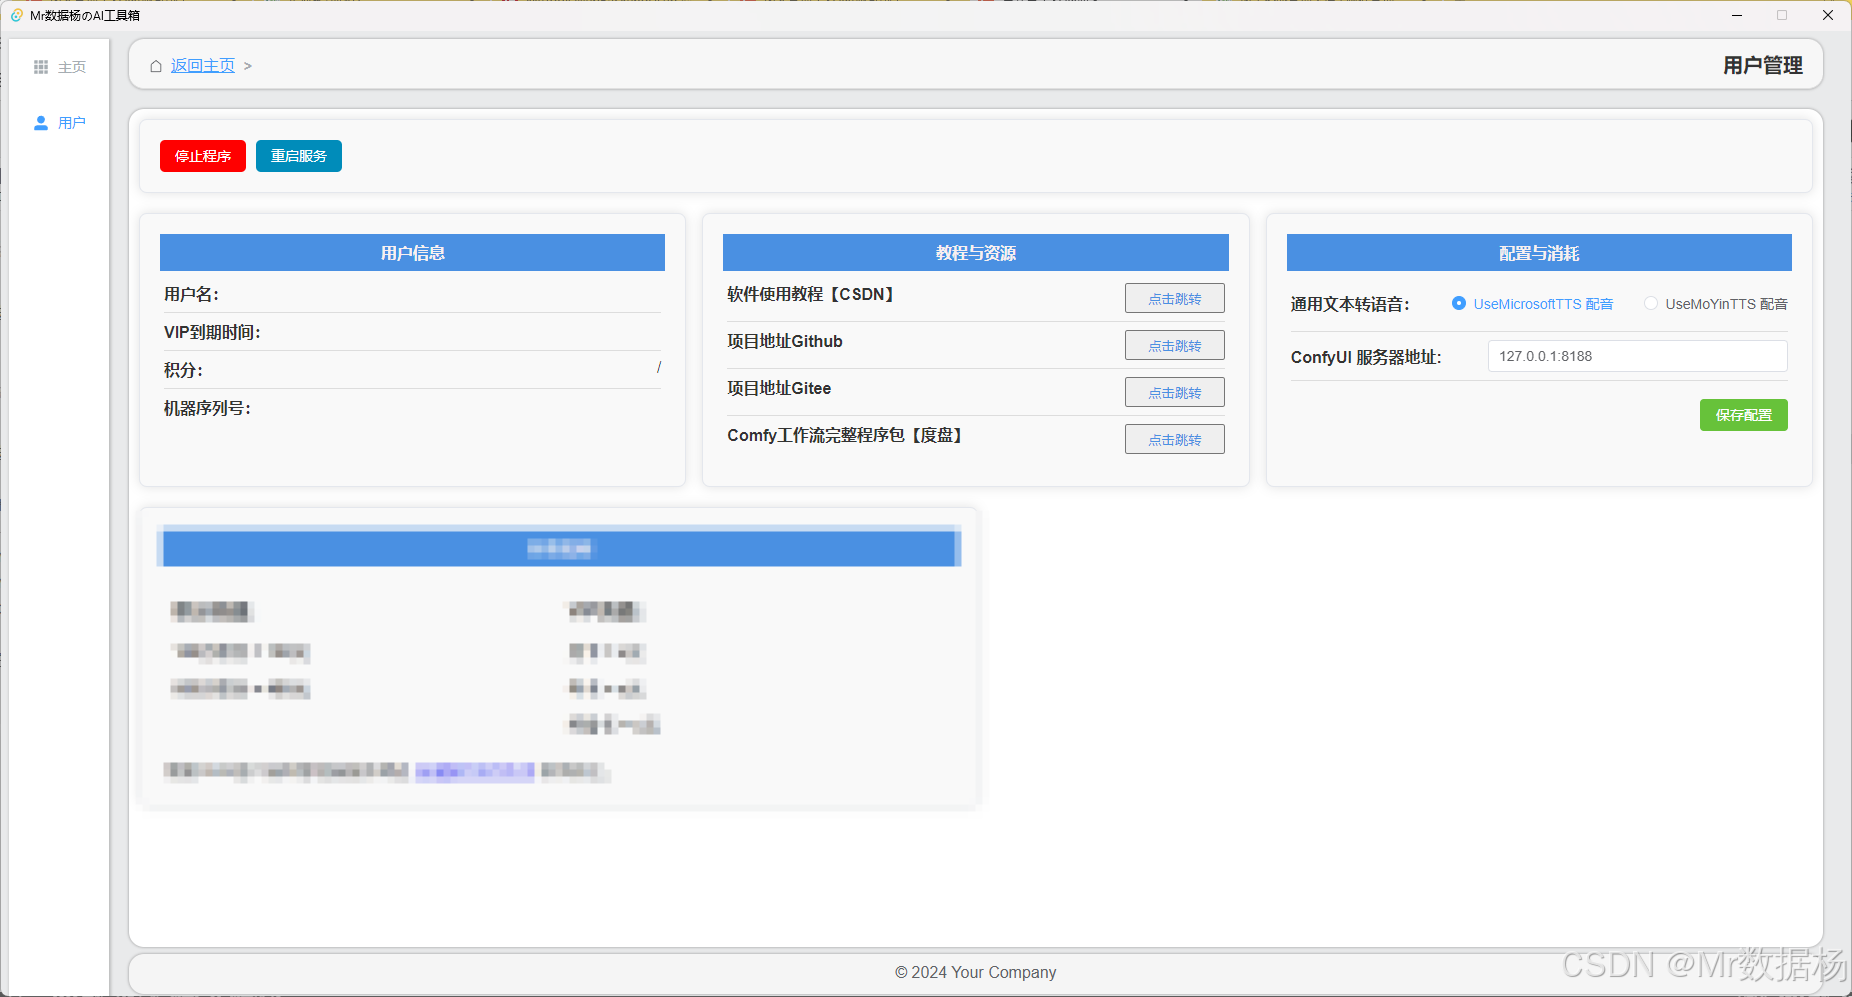 Mr数据杨のAI工具箱
主页
用户
返回主页 >
用户管理
停止程序
重启服务
用户信息
用户名:
VIP到期时间:
积分:
/
机器序列号:
教程与资源
软件使用教程【CSDN】
点击跳转
项目地址Github
点击跳转
项目地址Gitee
点击跳转
Comfy工作流完整程序包【度盘】
点击跳转
配置与消耗
通用文本转语音:
UseMicrosoftTTS 配音
UseMoYinTTS 配音
ConfyUI 服务器地址:
127.0.0.1:8188
保存配置
© 2024 Your Company
CSDN @Mr数据杨